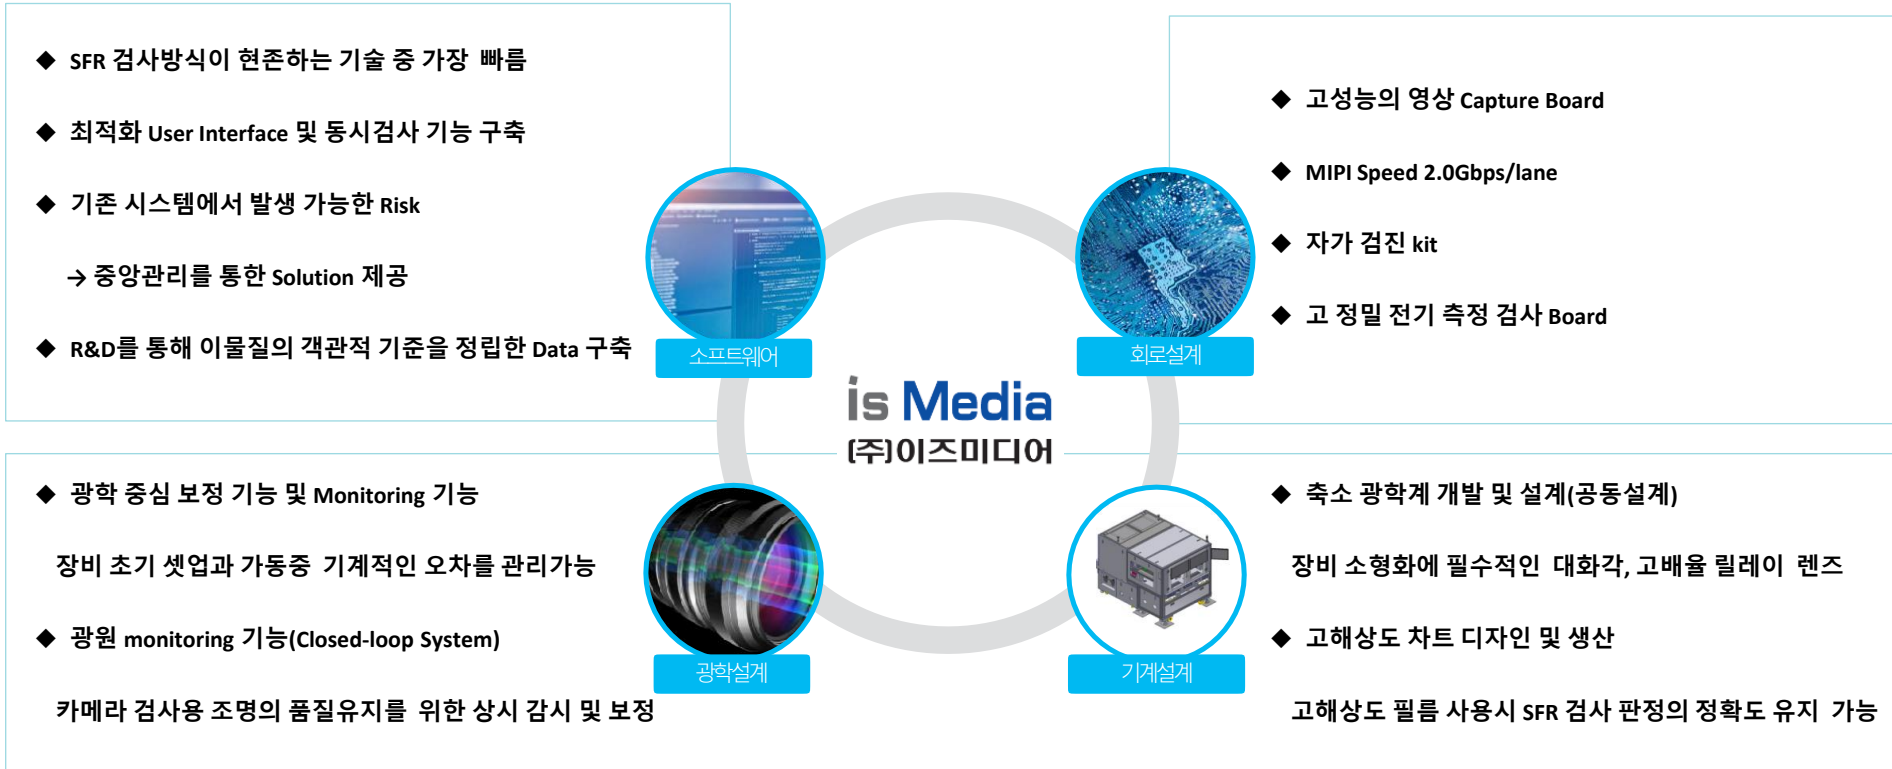 ◆ SFR 검사방식이 현존하는 기술 중 가장 빠름
◆ 최적화 User Interface 및 동시검사 기능 구축
◆ 기존 시스템에서 발생 가능한 Risk
→ 중앙관리를 통한 Solution 제공
◆ R&D를 통해 이물질의 객관적 기준을 정립한 Data 구축
소프트웨어
◆ 고성능의 영상 Capture Board
◆ MIPI Speed 2.0Gbps/lane
◆ 자가 검진 kit
◆ 고 정밀 전기 측정 검사 Board
회로설계
is Media
(주)이즈미디어
◆ 광학 중심 보정 기능 및 Monitoring 기능
장비 초기 셋업과 가동중 기계적인 오차를 관리가능
◆ 광원 monitoring 기능(Closed-loop System)
카메라 검사용 조명의 품질유지를 위한 상시 감시 및 보정
광학설계
◆ 축소 광학계 개발 및 설계(공동설계)
장비 소형화에 필수적인 대화각, 고배율 릴레이 렌즈
◆ 고해상도 차트 디자인 및 생산
고해상도 필름 사용시 SFR 검사 판정의 정확도 유지 가능
기계설계